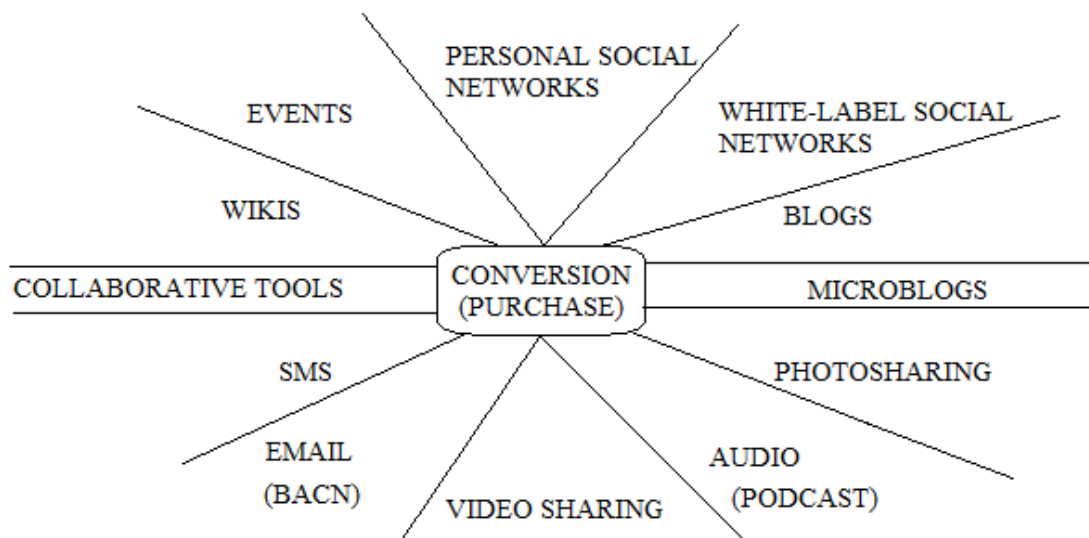 PERSONAL SOCIAL
NETWORKS
EVENTS
WHITE-LABEL SOCIAL
NETWORKS
WIKIS
BLOGS
COLLABORATIVE TOOLS
CONVERSION
(PURCHASE)
MICROBLOGS
SMS
PHOTOSHARING
EMAIL
(BACN)
VIDEO SHARING
AUDIO
(PODCAST)